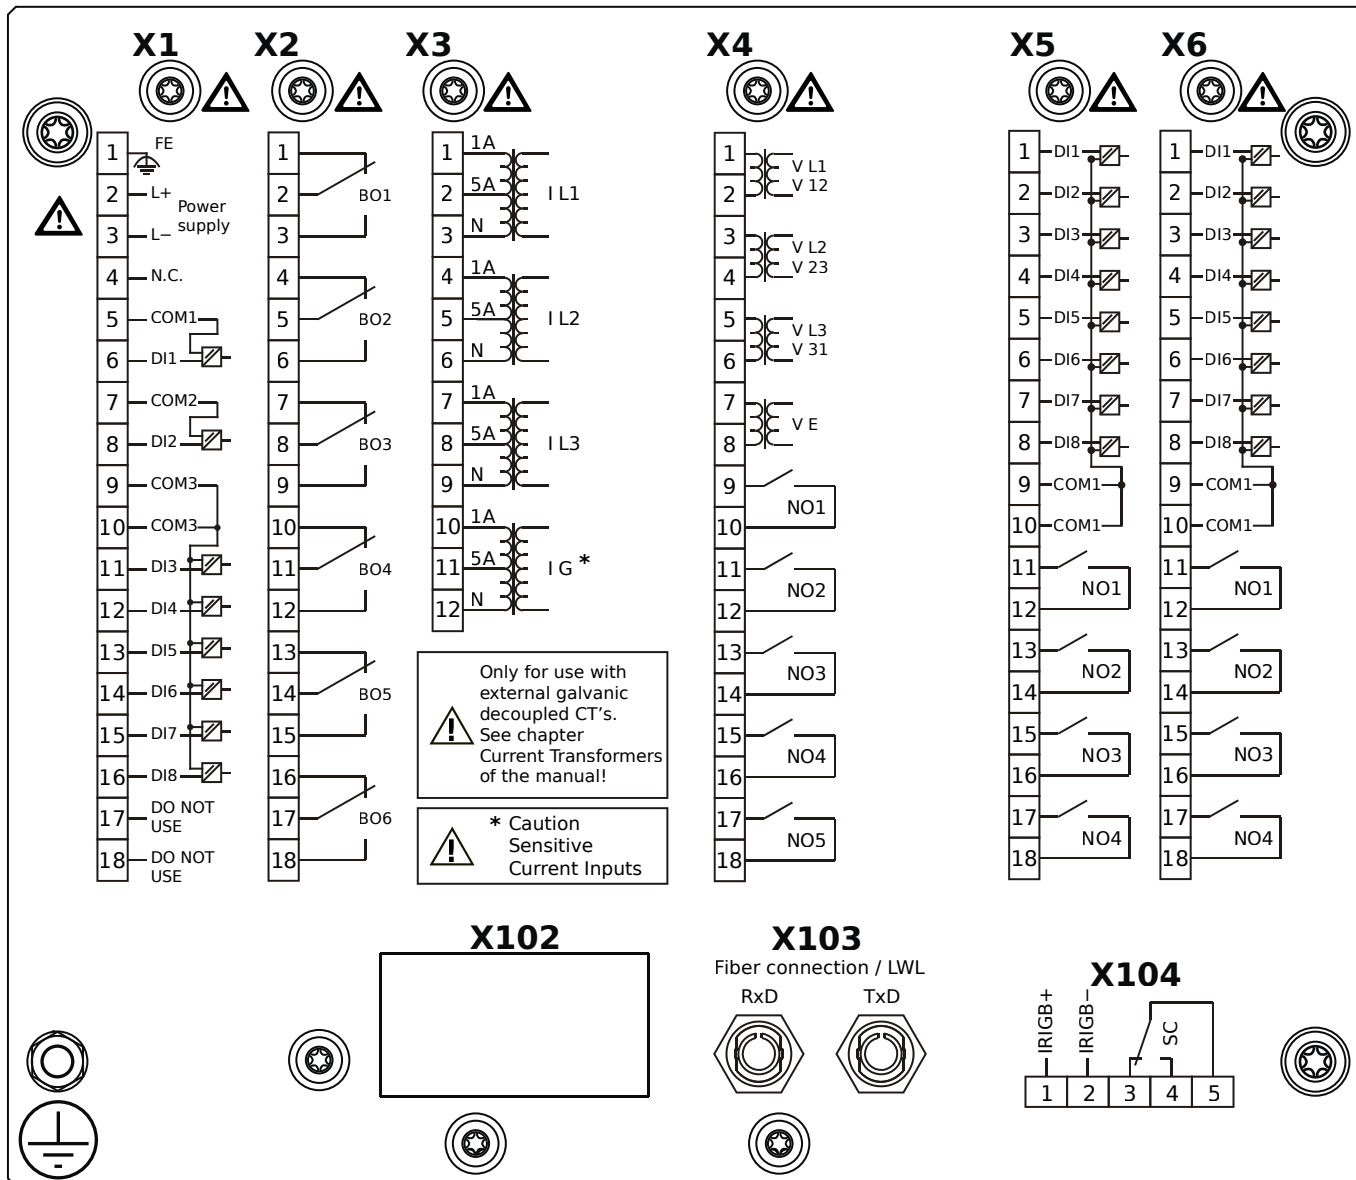 X1
X2
X3
X4
X5
X6
1 FE
2 L+ Power
supply
3 L−
4 N.C.
5 COM1
6 DI1
7 COM2
8 DI2
9 COM3
10 COM3
11 DI3
12 DI4
13 DI5
14 DI6
15 DI7
16 DI8
17 DO NOT
USE
18 DO NOT
USE
1
2 BO1
3
4
5 BO2
6
7
8 BO3
9
10
11 BO4
12
13
14 BO5
15
16
17 BO6
18
1 1A
2 5A I L1
3 N
4 1A
5 5A I L2
6 N
7 1A
8 5A I L3
9 N
10 1A
11 5A I G *
12 N
Only for use with
external galvanic
decoupled CT's.
See chapter
Current Transformers
of the manual!
* Caution
Sensitive
Current Inputs
1 V L1
2 V 12
3 V L2
4 V 23
5 V L3
6 V 31
7
V E
8
9
NO1
10
11
NO2
12
13
NO3
14
15
NO4
16
17
NO5
18
1 DI1
2 DI2
3 DI3
4 DI4
5 DI5
6 DI6
7 DI7
8 DI8
9 COM1
10 COM1
11
NO1
12
13
NO2
14
15
NO3
16
17
NO4
18
1 DI1
2 DI2
3 DI3
4 DI4
5 DI5
6 DI6
7 DI7
8 DI8
9 COM1
10 COM1
11
NO1
12
13
NO2
14
15
NO3
16
17
NO4
18
X102
X103
Fiber connection / LWL
RxD TxD
X104
IRIGB+
IRIGB−
SC
1 2 3 4 5